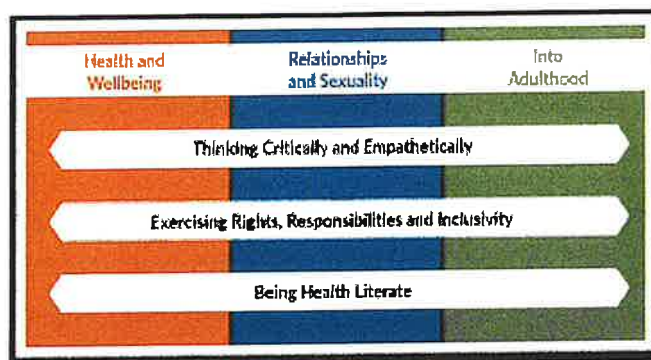 Health and
Wellbeing
Relationships
and Sexuality
Into
Adulthood
Thinking Critically and Empathetically
Exercising Rights, Responsibilities and Inclusivity
Being Health Literate